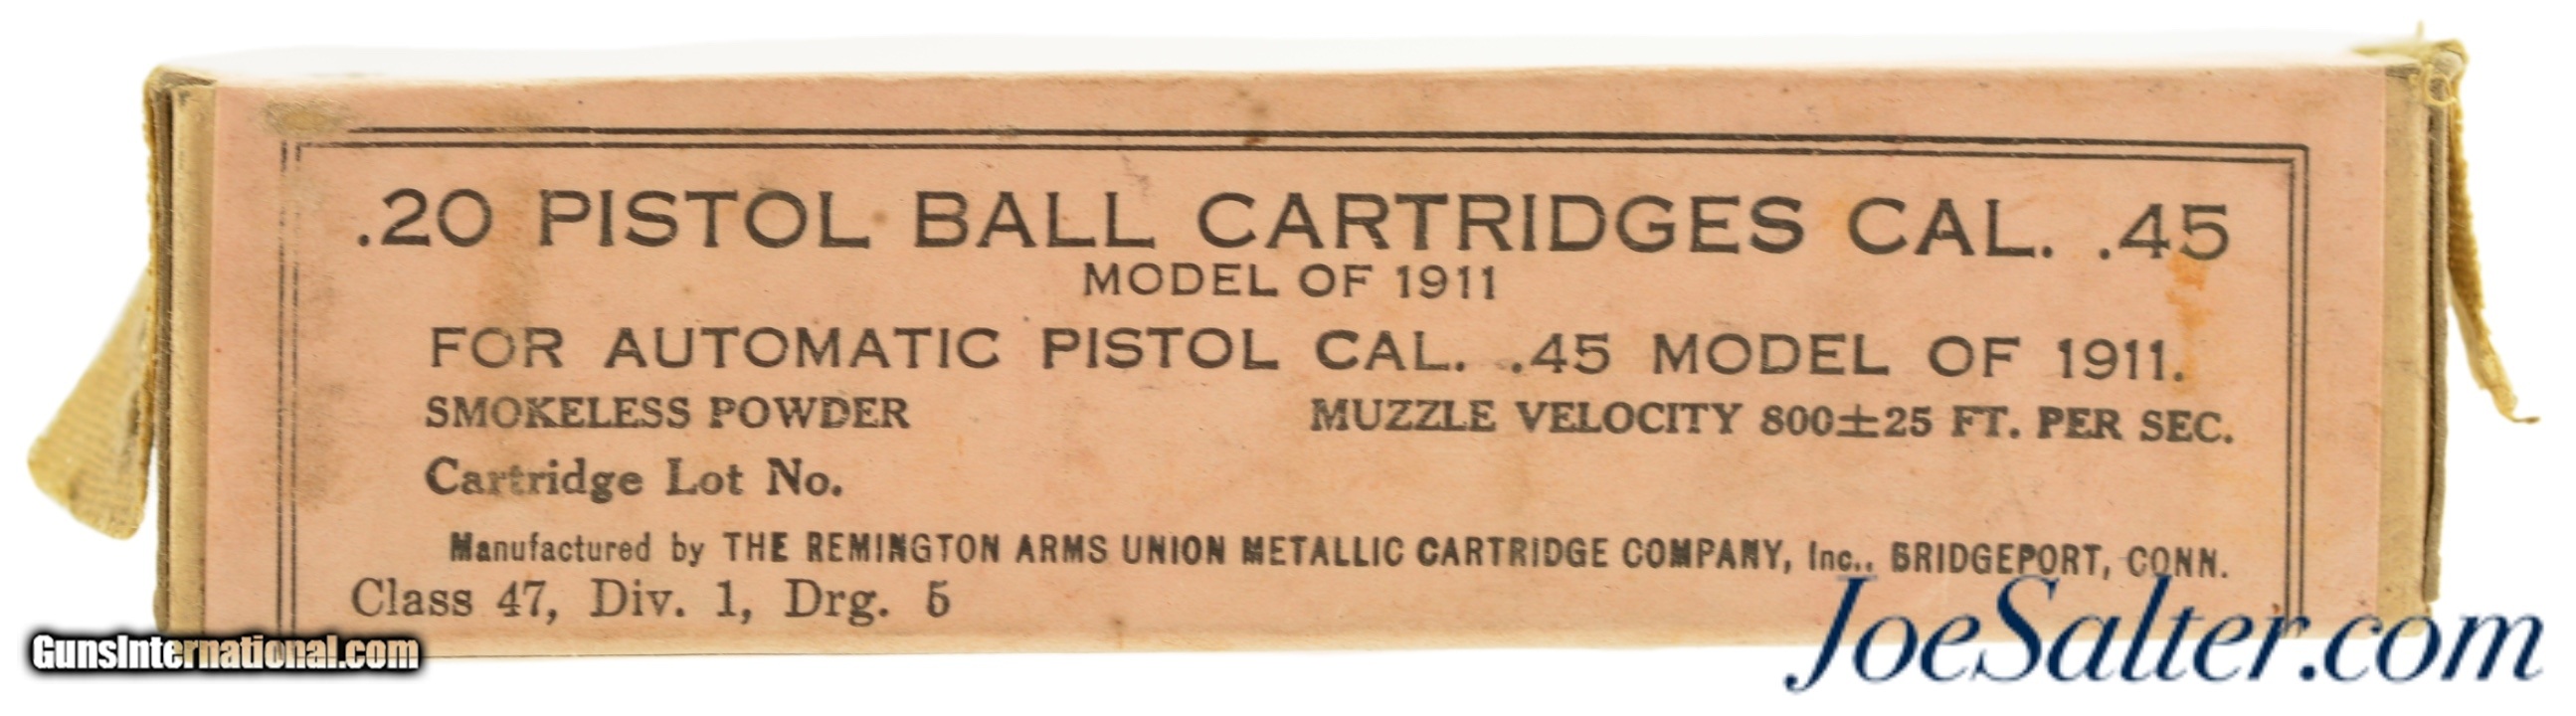 .20 PISTOL BALL CARTRIDGES CAL. .45
MODEL OF 1911
FOR AUTOMATIC PISTOL CAL. .45 MODEL OF 1911.
SMOKELESS POWDER MUZZLE VELOCITY 800±25 FT. PER SEC.
Cartridge Lot No.
Manufactured by THE REMINGTON ARMS UNION METALLIC CARTRIDGE COMPANY, Inc., BRIDGEPORT, CONN.
Class 47, Div. 1, Drg. 5
GunsInternational.com
JoeSalter.com